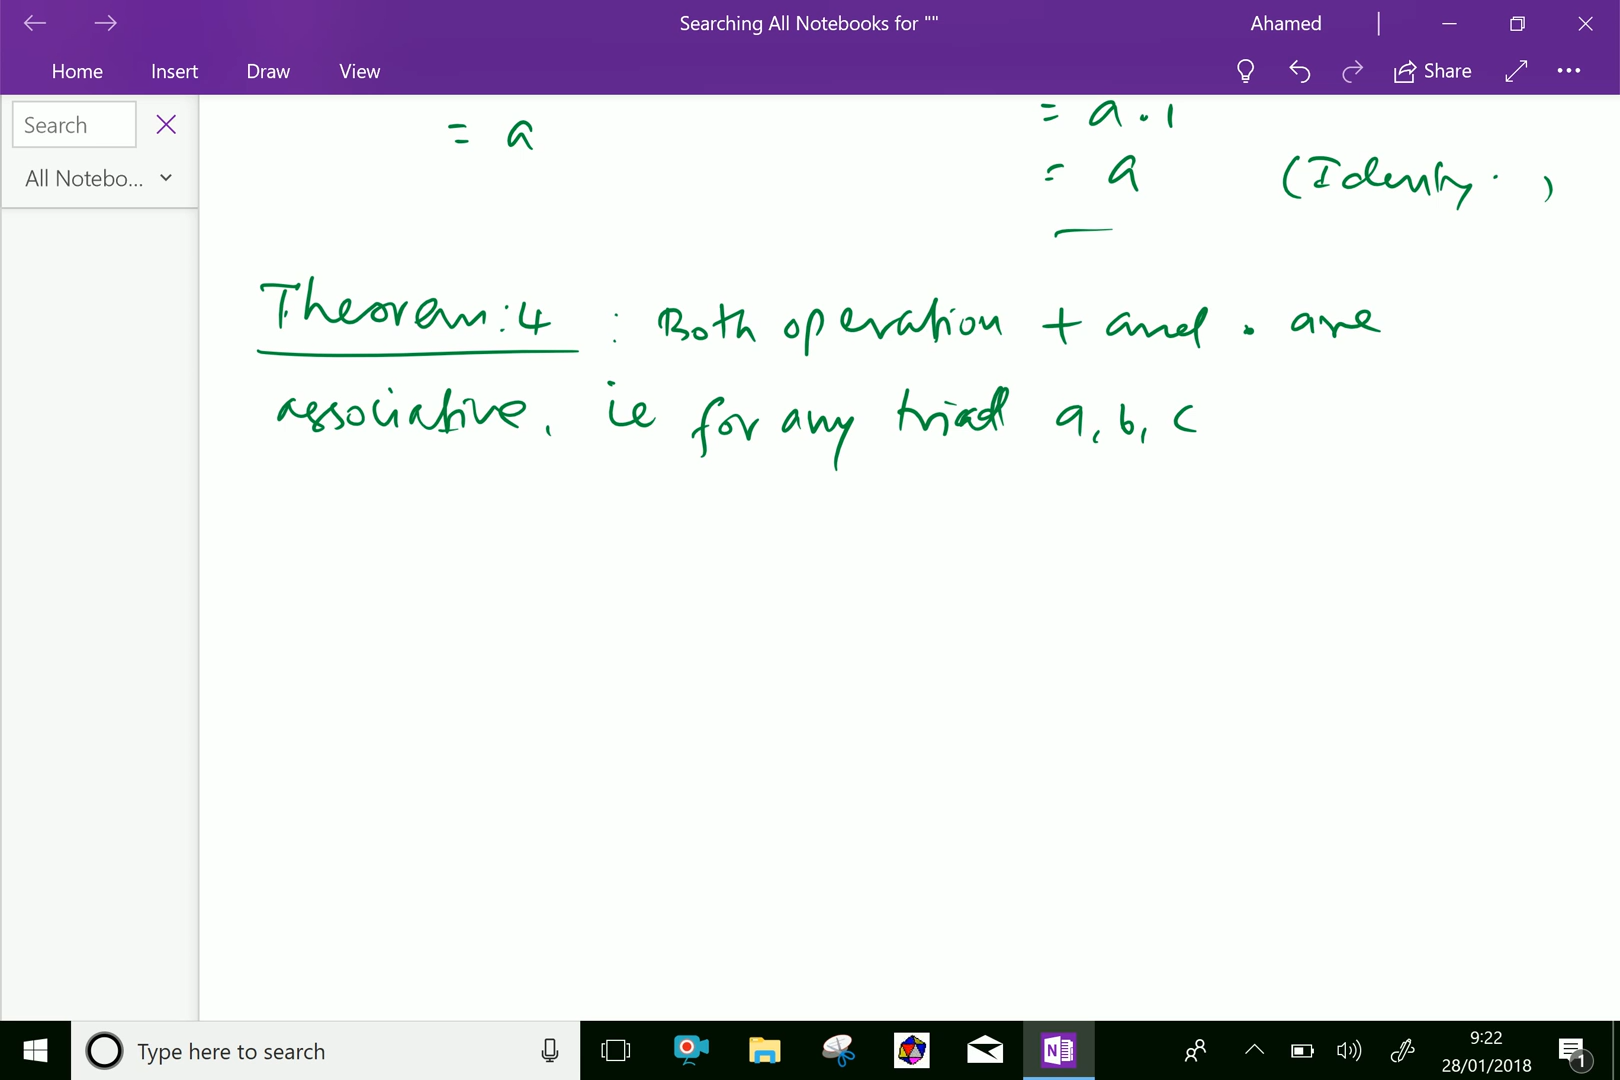 Searching All Notebooks for ""
Ahamed
Home Insert Draw View
Share
Search
All Notebo...
= a . 1
= a
= a (Identity . )
Theorem : 4 : Both operation + and . are
associative, ie for any triad a, b, c
Type here to search
N
9:22
28/01/2018
1